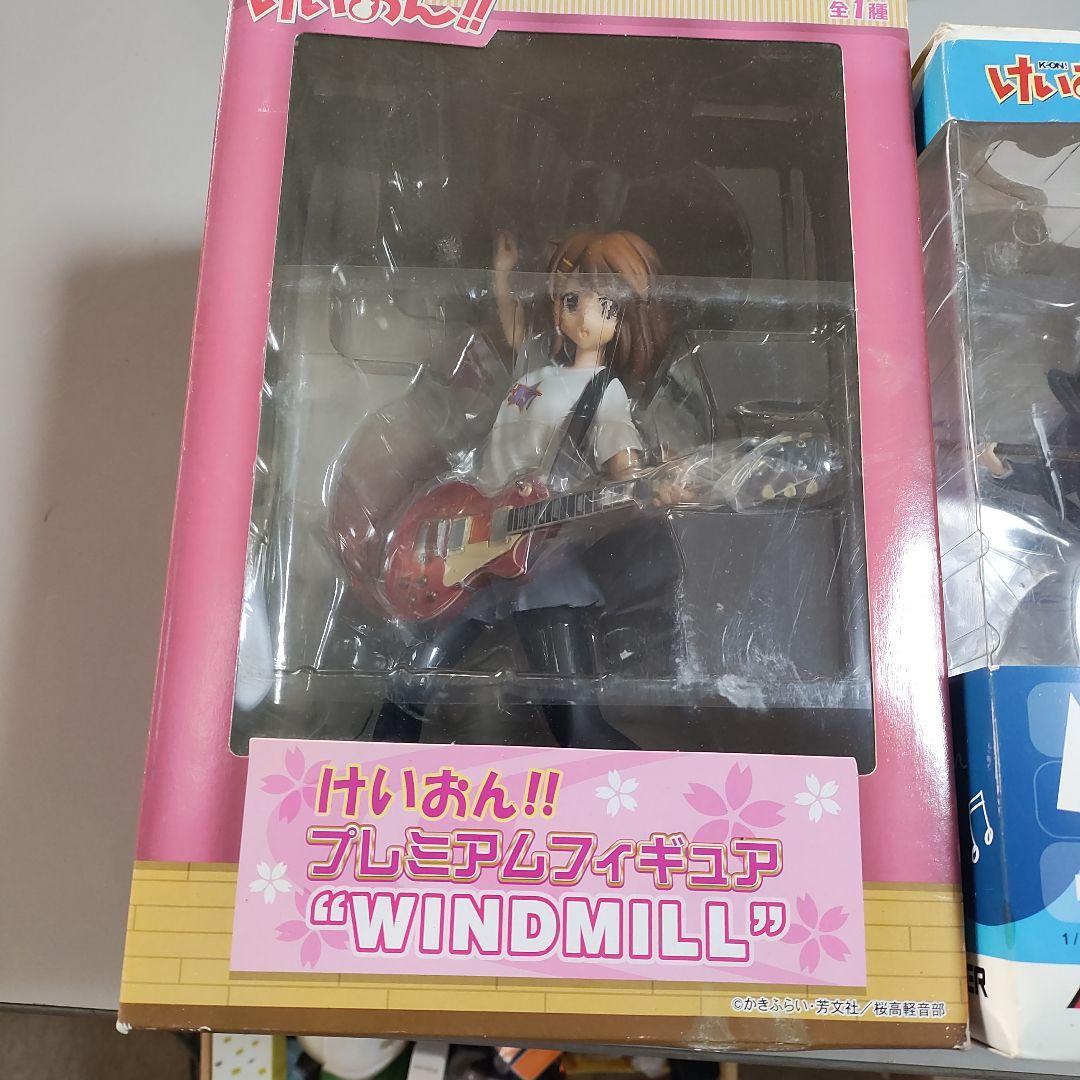 けいおん!!
全1種
けいおん!!
プレミアムフィギュア
“WINDMILL”
©かきふらい・芳文社／桜高軽音部
K-ON!
けいお
1/
ER